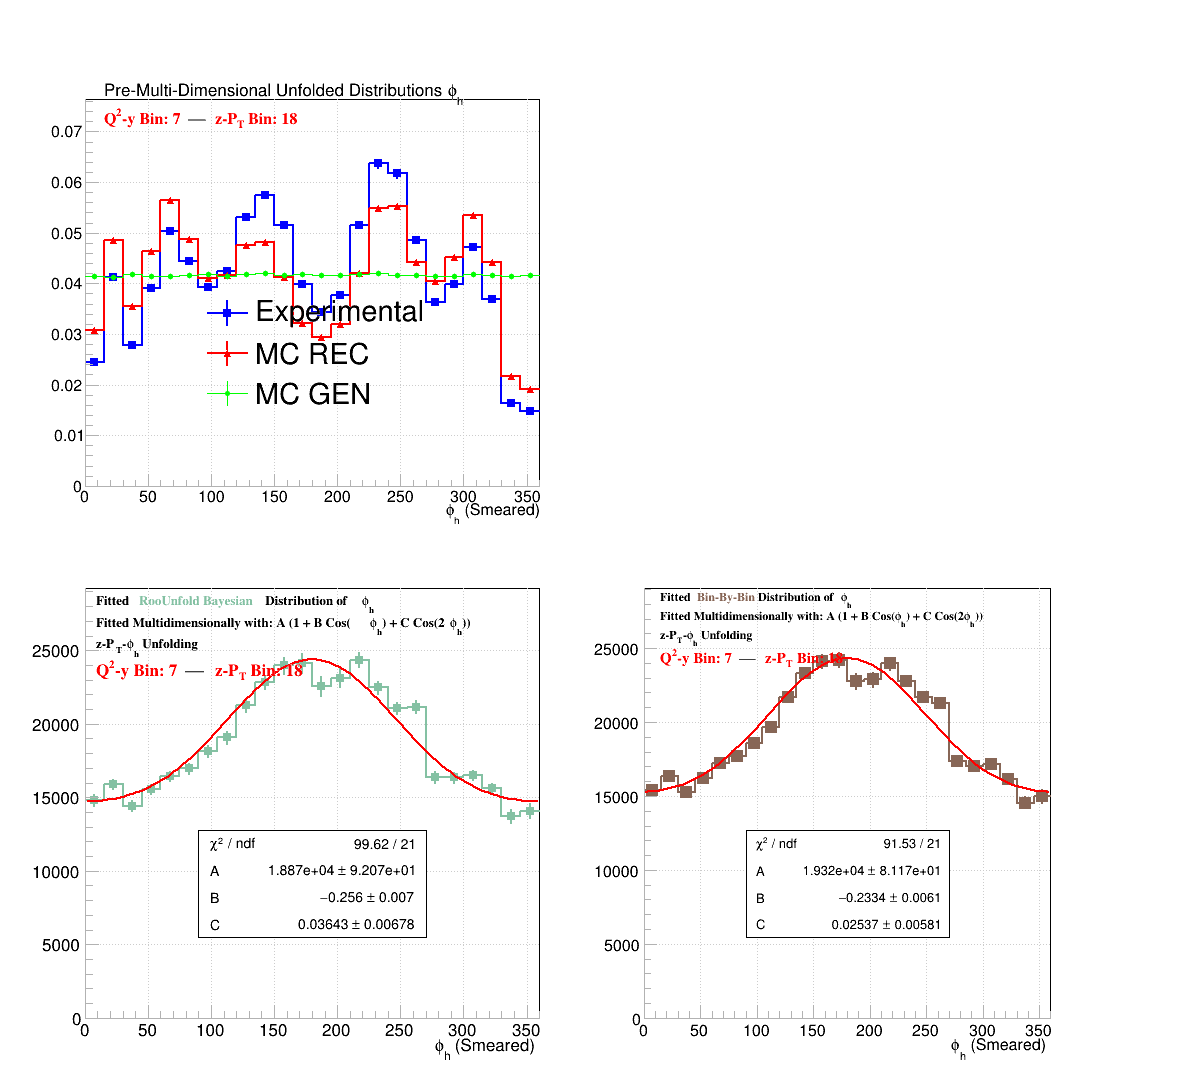 Pre-Multi-Dimensional Unfolded Distributions ϕh
Q2-y Bin: 7 — z-PT Bin: 18
0.07
0.06
0.05
0.04
0.03
0.02
0.01
0
Experimental
MC REC
MC GEN
0 50 100 150 200 250 300 350
ϕh (Smeared)
Fitted RooUnfold Bayesian Distribution of ϕh
Fitted Multidimensionally with: A (1 + B Cos( ϕh) + C Cos(2 ϕh))
z-PT-ϕh Unfolding
Q2-y Bin: 7 — z-PT Bin: 18
25000
20000
15000
10000
5000
0
χ2 / ndf 99.62 / 21
A 1.887e+04 ± 9.207e+01
B −0.256 ± 0.007
C 0.03643 ± 0.00678
0 50 100 150 200 250 300 350
ϕh (Smeared)
Fitted Bin-By-Bin Distribution of ϕh
Fitted Multidimensionally with: A (1 + B Cos(ϕh) + C Cos(2ϕh))
z-PT-ϕh Unfolding
Q2-y Bin: 7 — z-PT Bin: 18
25000
20000
15000
10000
5000
0
χ2 / ndf 91.53 / 21
A 1.932e+04 ± 8.117e+01
B −0.2334 ± 0.0061
C 0.02537 ± 0.00581
0 50 100 150 200 250 300 350
ϕh (Smeared)